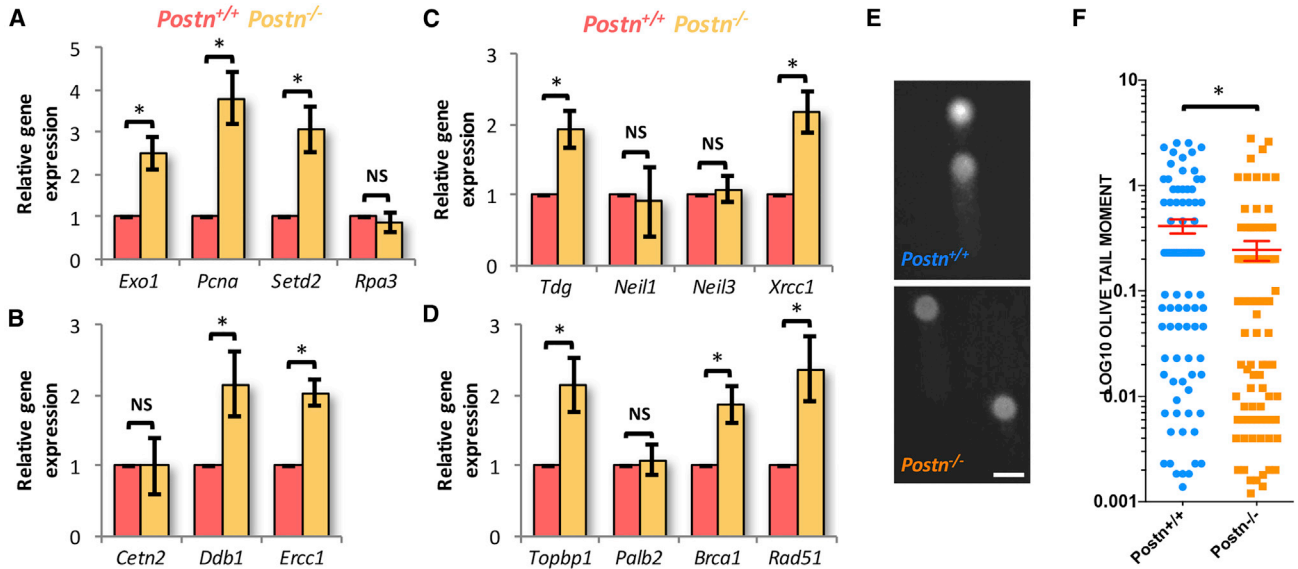 A
Postn+/+ Postn-/-
Relative gene
expression
5
4
3
2
1
0
*
*
*
NS
Exo1 Pcna Setd2 Rpa3
B
Relative gene
expression
3
2
1
0
NS
*
*
Cetn2 Ddb1 Ercc1
C
Postn+/+ Postn-/-
Relative gene
expression
3
2
1
0
*
NS
NS
*
Tdg Neil1 Neil3 Xrcc1
D
Relative gene
expression
3
2
1
0
*
NS
*
*
Topbp1 Palb2 Brca1 Rad51
E
Postn+/+
Postn-/-
F
LOG10 OLIVE TAIL MOMENT
10
1
0.1
0.01
0.001
*
Postn+/+
Postn-/-